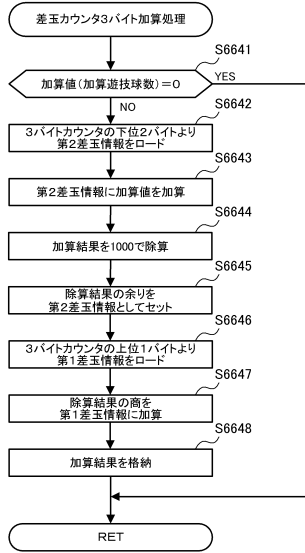 差玉カウンタ3バイト加算処理
S6641
加算値(加算遊技球数)=0
YES
NO
S6642
3バイトカウンタの下位2バイトより
第2差玉情報をロード
S6643
第2差玉情報に加算値を加算
S6644
加算結果を1000で除算
S6645
除算結果の余りを
第2差玉情報としてセット
S6646
3バイトカウンタの上位1バイトより
第1差玉情報をロード
S6647
除算結果の商を
第1差玉情報に加算
S6648
加算結果を格納
RET